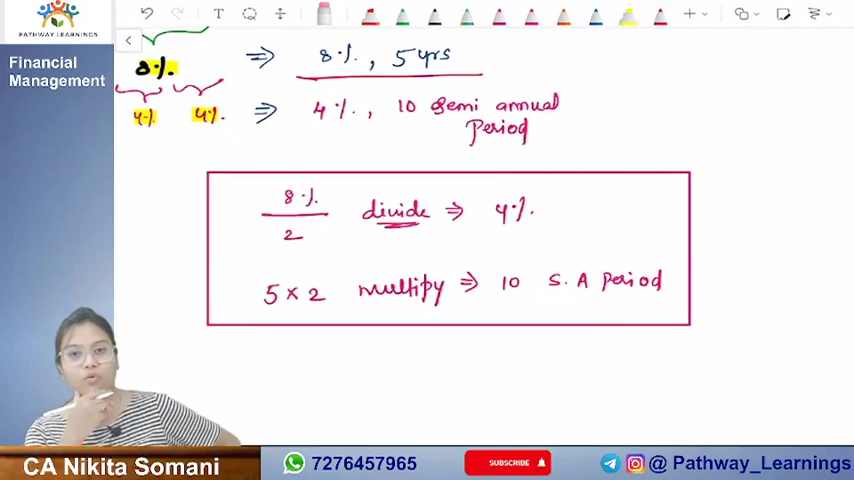 PATHWAY LEARNINGS
Financial
Management
8%
⇒ 8%, 5 yrs
4% 4%
⇒ 4%, 10 Semi annual
Period
8%
2
divide ⇒ 4%
5 × 2 multiply ⇒ 10 S. A Period
CA Nikita Somani
7276457965
SUBSCRIBE
@ Pathway_Learnings